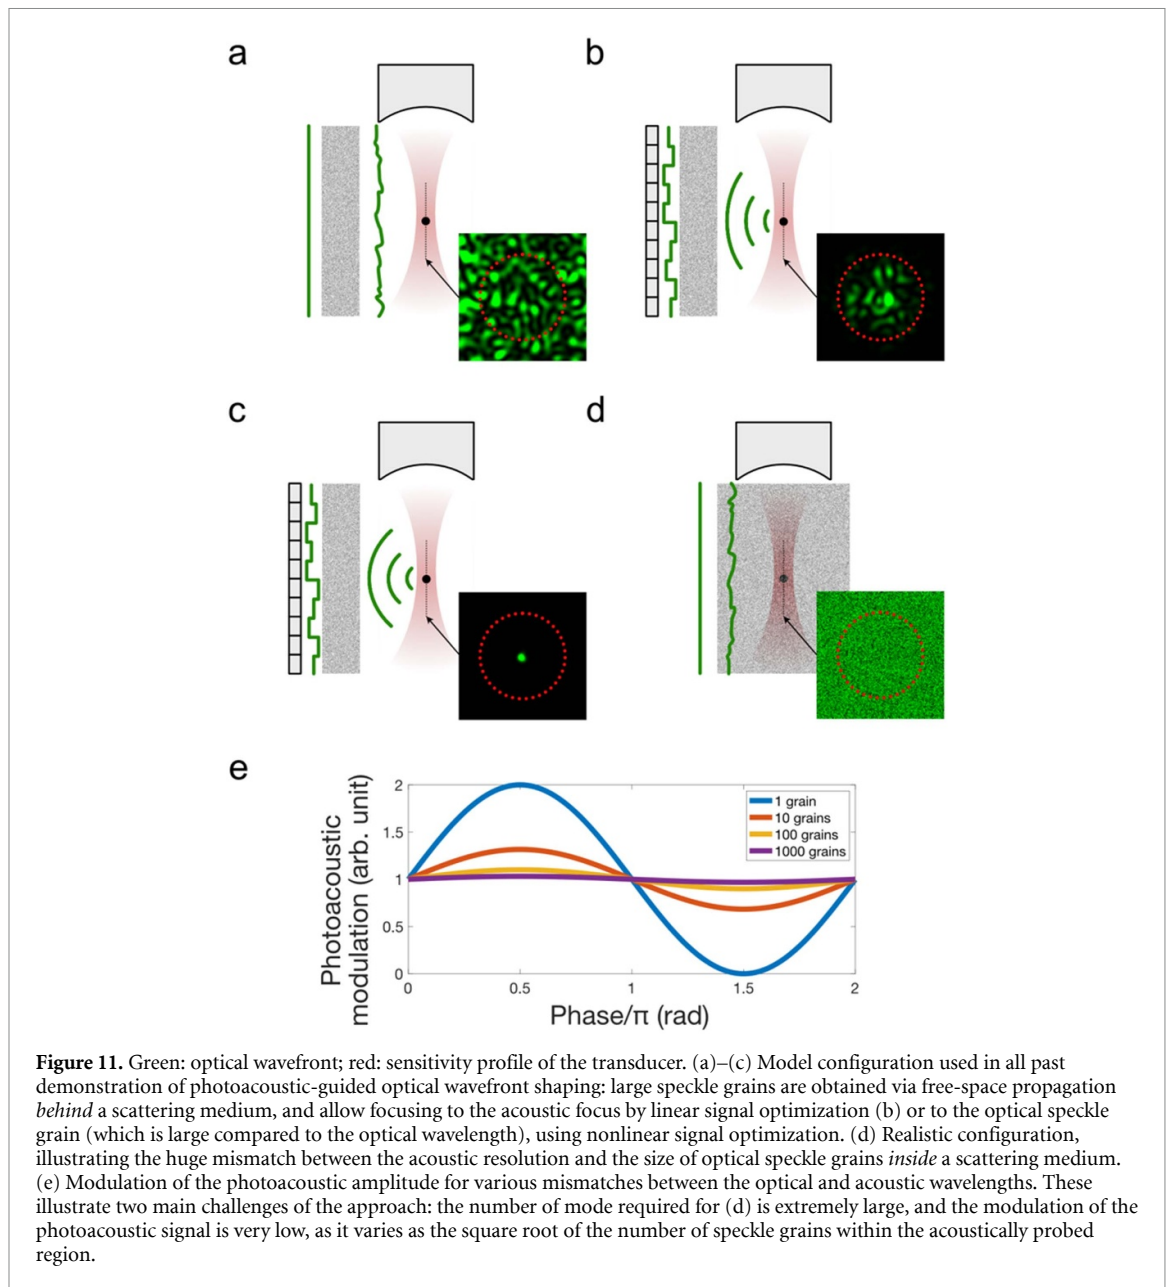 a
b
c
d
e
Photoacoustic
modulation (arb. unit)
2
1.5
1
0.5
0
1 grain
10 grains
100 grains
1000 grains
0
0.5
1
1.5
2
Phase/π (rad)
Figure 11. Green: optical wavefront; red: sensitivity profile of the transducer. (a)–(c) Model configuration used in all past
demonstration of photoacoustic-guided optical wavefront shaping: large speckle grains are obtained via free-space propagation
behind a scattering medium, and allow focusing to the acoustic focus by linear signal optimization (b) or to the optical speckle
grain (which is large compared to the optical wavelength), using nonlinear signal optimization. (d) Realistic configuration,
illustrating the huge mismatch between the acoustic resolution and the size of optical speckle grains inside a scattering medium.
(e) Modulation of the photoacoustic amplitude for various mismatches between the optical and acoustic wavelengths. These
illustrate two main challenges of the approach: the number of mode required for (d) is extremely large, and the modulation of the
photoacoustic signal is very low, as it varies as the square root of the number of speckle grains within the acoustically probed
region.